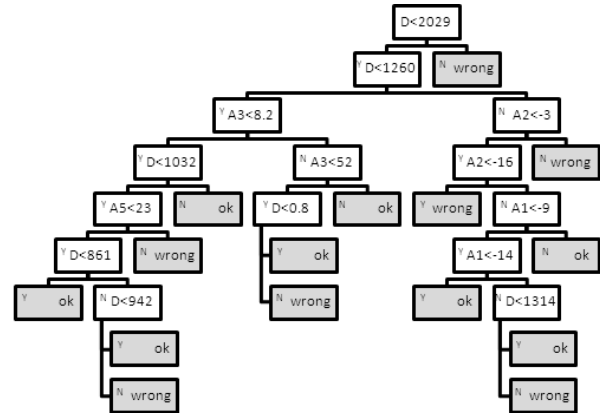 D<2029
Y D<1260 N wrong
Y A3<8.2 N A2<-3
Y D<1032 N A3<52 Y A2<-16 N wrong
Y A5<23 N ok Y D<0.8 N ok Y wrong N A1<-9
Y D<861 N wrong Y ok Y A1<-14 N ok
Y ok N D<942 N wrong Y ok N D<1314
Y ok Y ok
N wrong N wrong